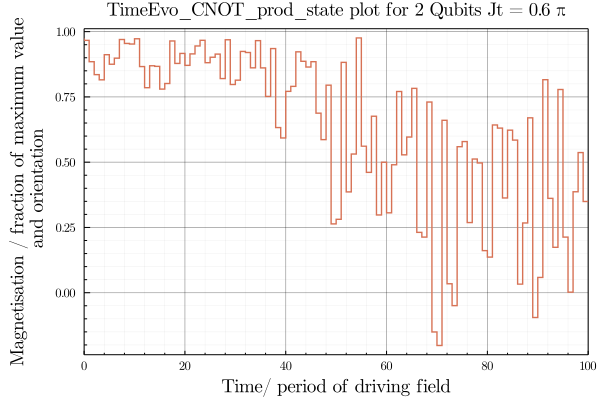 TimeEvo_CNOT_prod_state plot for 2 Qubits Jt = 0.6 π
Magnetisation / fraction of maximum value
and orientation
1.00
0.75
0.50
0.25
0.00
0 20 40 60 80 100
Time/ period of driving field